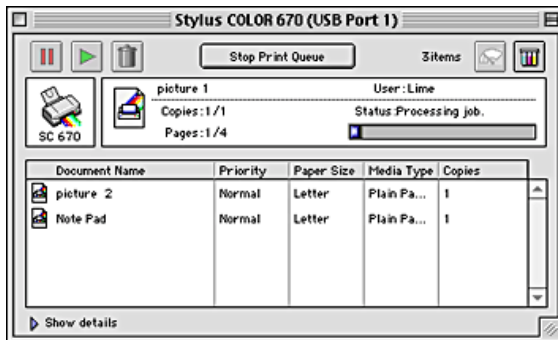 Stylus COLOR 670 (USB Port 1)
Stop Print Queue 3items
picture 1 User:Lime
Copies:1/1 Status:Processing job.
Pages:1/4
SC 670
Document Name Priority Paper Size Media Type Copies
picture 2 Normal Letter Plain Pa... 1
Note Pad Normal Letter Plain Pa... 1
Show details